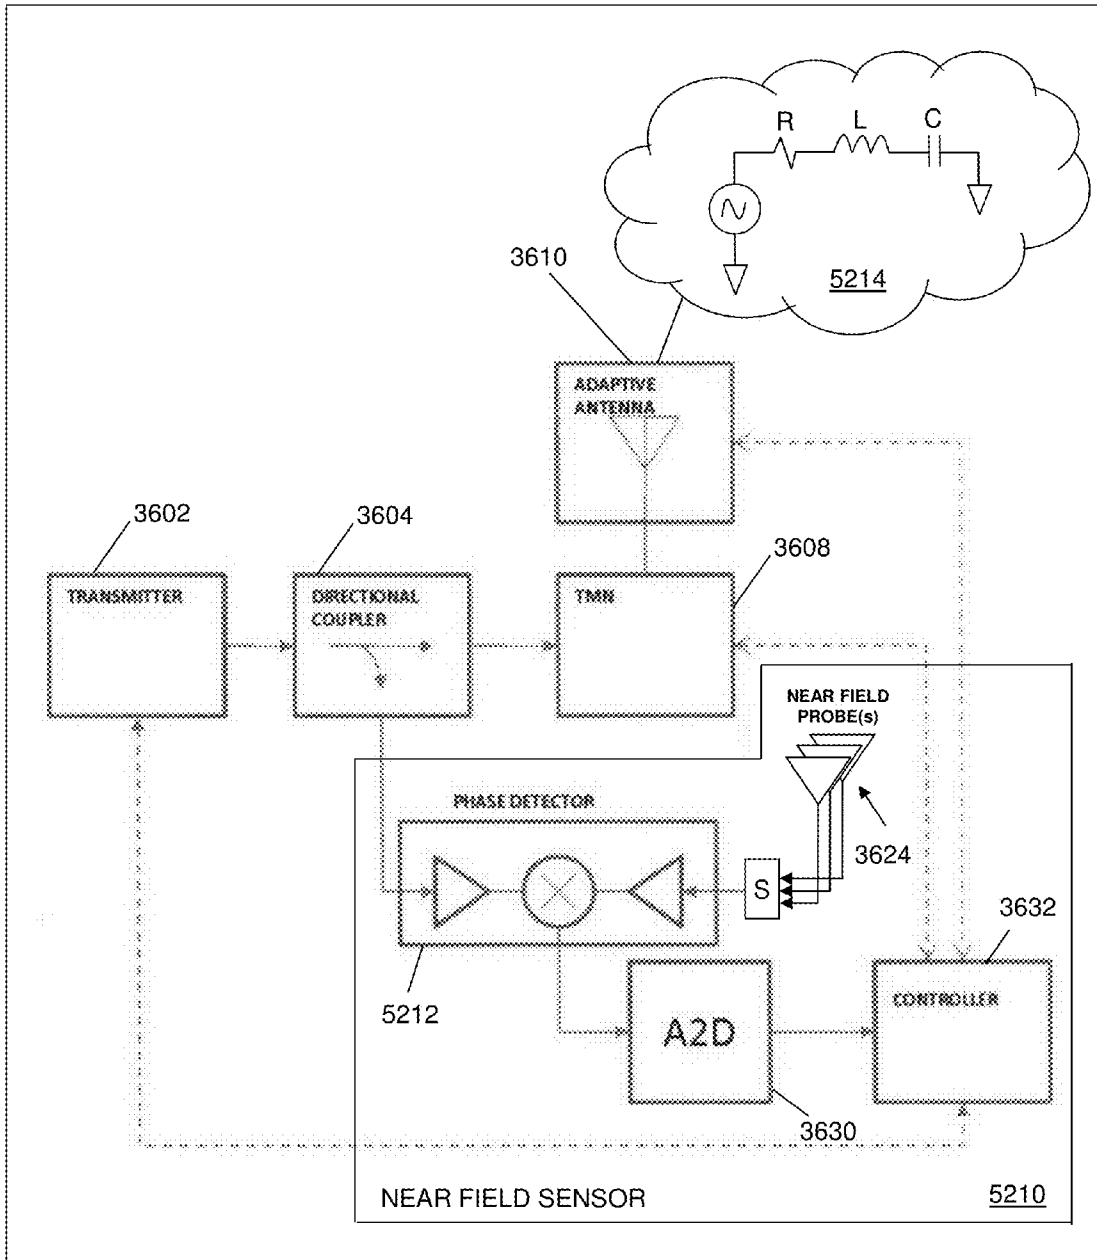 R
L
C
5214
3610
ADAPTIVE
ANTENNA
3602
3604
3608
TRANSMITTER
DIRECTIONAL
COUPLER
TMN
NEAR FIELD
PROBE(s)
PHASE DETECTOR
3624
S
3632
5212
A2D
CONTROLLER
3630
NEAR FIELD SENSOR
5210